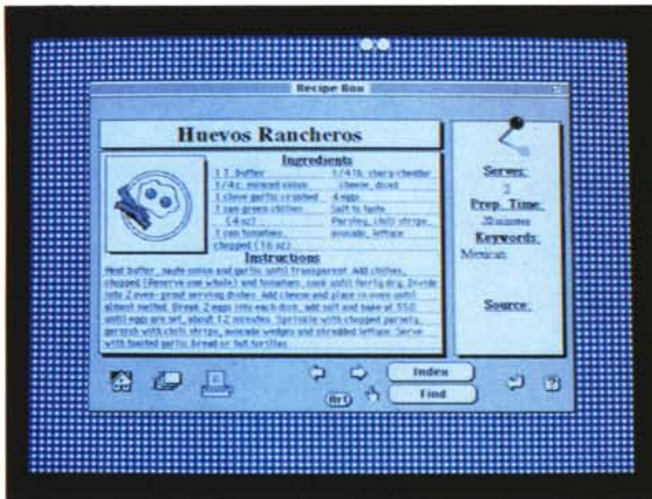 Recipe Box
Huevos Rancheros
Ingredients
1 T. butter
1/4 c. minced onion
1 clove garlic crushed
1 can green chilies
(4 oz)
1 can tomatoes,
chopped (16 oz)
1/4 lb. sharp cheddar
cheese, diced
4 eggs
Salt to taste
Parsley, chili strips,
avocado, lettuce
Instructions
Heat butter, saute onion and garlic until transparent. Add chilies,
chopped (Reserve one whole) and tomatoes, cook until fairly dry. Divide
into 2 oven-proof serving dishes. Add cheese and place in oven until
almost melted. Break 2 eggs into each dish, add salt and bake at 350
until eggs are set, about 12 minutes. Sprinkle with chopped parsely,
garnish with chili strips, avocado wedges and shredded lettuce. Serve
with toasted garlic bread or hot tortillas.
Serves:
2
Prep. Time:
minutes
Keywords:
Mexican
Source:
Art
Index
Find
?